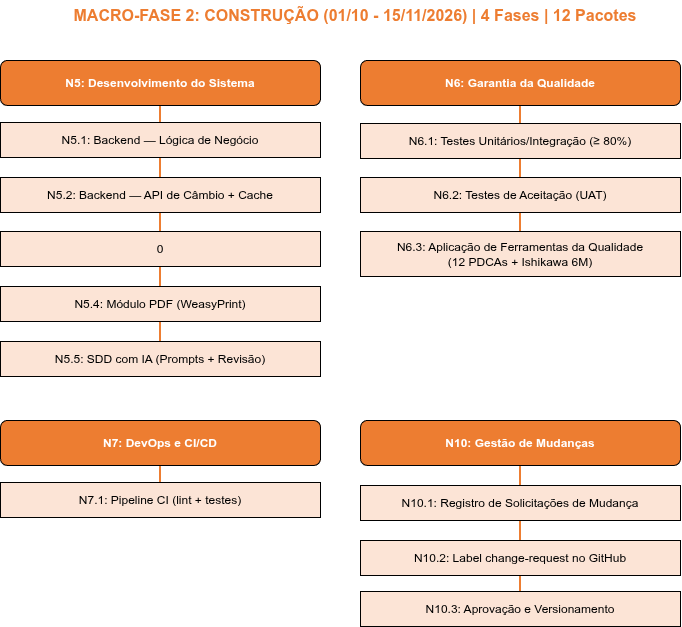 MACRO-FASE 2: CONSTRUÇÃO (01/10 - 15/11/2026) | 4 Fases | 12 Pacotes
N5: Desenvolvimento do Sistema
N5.1: Backend — Lógica de Negócio
N5.2: Backend — API de Câmbio + Cache
0
N5.4: Módulo PDF (WeasyPrint)
N5.5: SDD com IA (Prompts + Revisão)
N6: Garantia da Qualidade
N6.1: Testes Unitários/Integração (≥ 80%)
N6.2: Testes de Aceitação (UAT)
N6.3: Aplicação de Ferramentas da Qualidade
(12 PDCAs + Ishikawa 6M)
N7: DevOps e CI/CD
N7.1: Pipeline CI (lint + testes)
N10: Gestão de Mudanças
N10.1: Registro de Solicitações de Mudança
N10.2: Label change-request no GitHub
N10.3: Aprovação e Versionamento